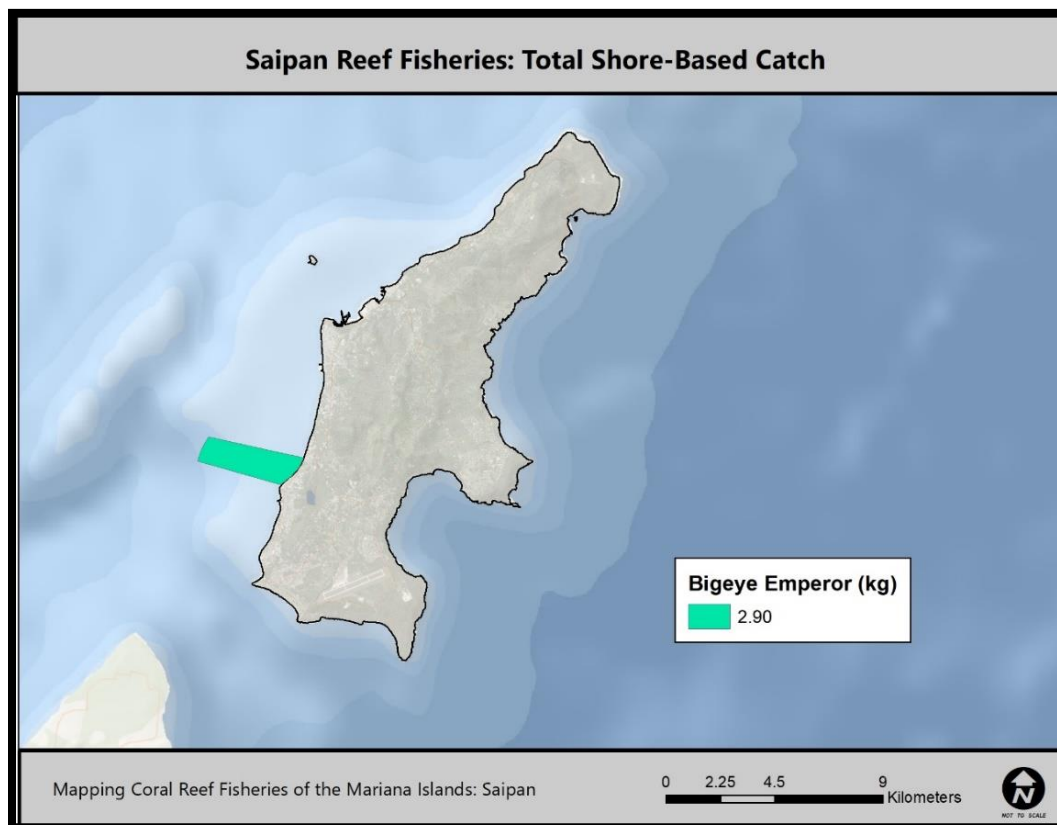 Saipan Reef Fisheries: Total Shore-Based Catch
Bigeye Emperor (kg)
2.90
Mapping Coral Reef Fisheries of the Mariana Islands: Saipan
0 2.25 4.5 9
Kilometers
N
NOT TO SCALE